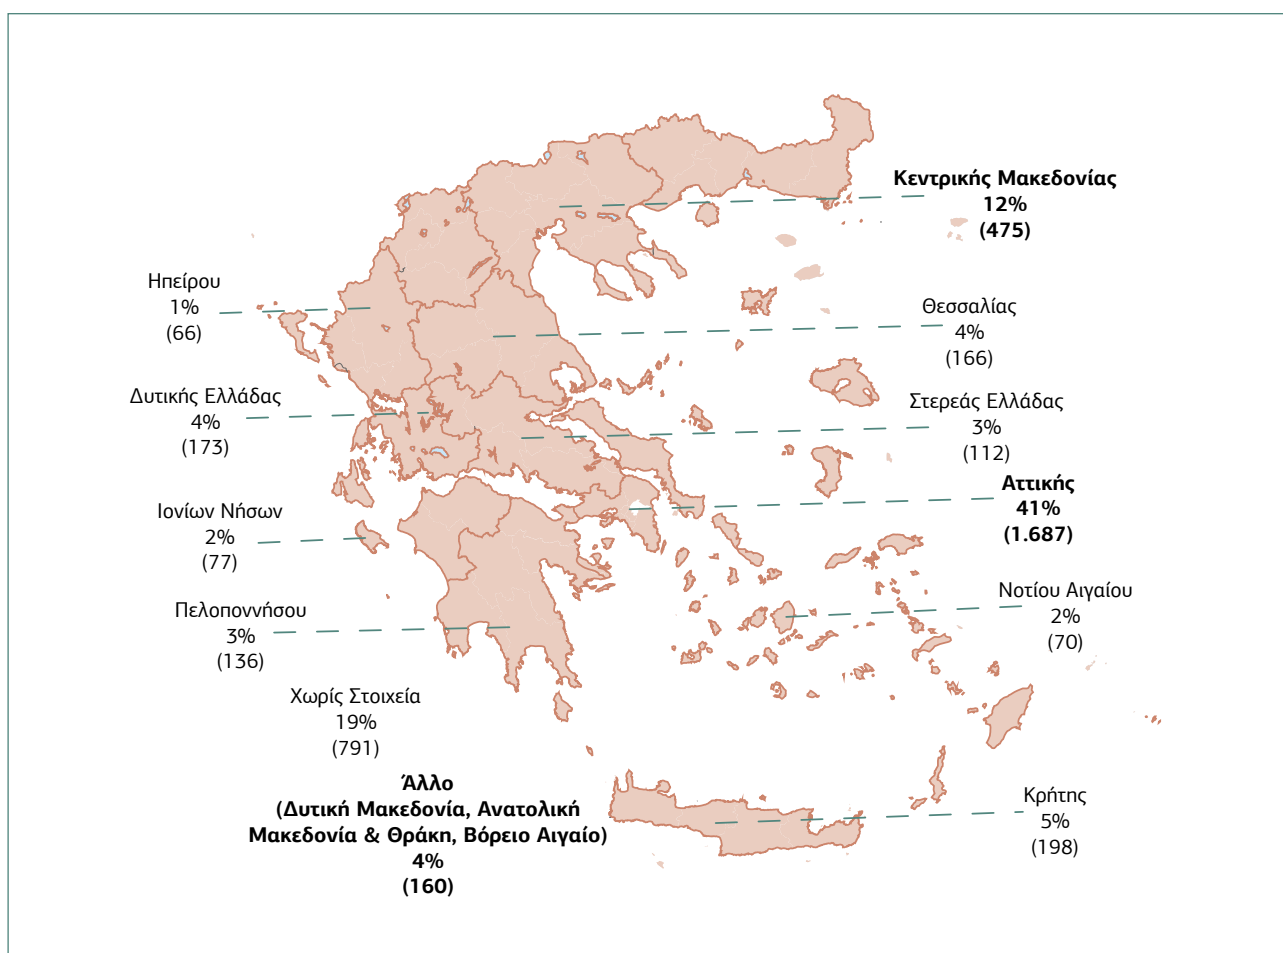 Κεντρικής Μακεδονίας
12%
(475)
Ηπείρου
1%
(66)
Θεσσαλίας
4%
(166)
Δυτικής Ελλάδας
4%
(173)
Στερεάς Ελλάδας
3%
(112)
Αττικής
41%
(1.687)
Ιονίων Νήσων
2%
(77)
Νοτίου Αιγαίου
2%
(70)
Πελοποννήσου
3%
(136)
Χωρίς Στοιχεία
19%
(791)
Άλλο
(Δυτική Μακεδονία, Ανατολική
Μακεδονία & Θράκη, Βόρειο Αιγαίο)
4%
(160)
Κρήτης
5%
(198)